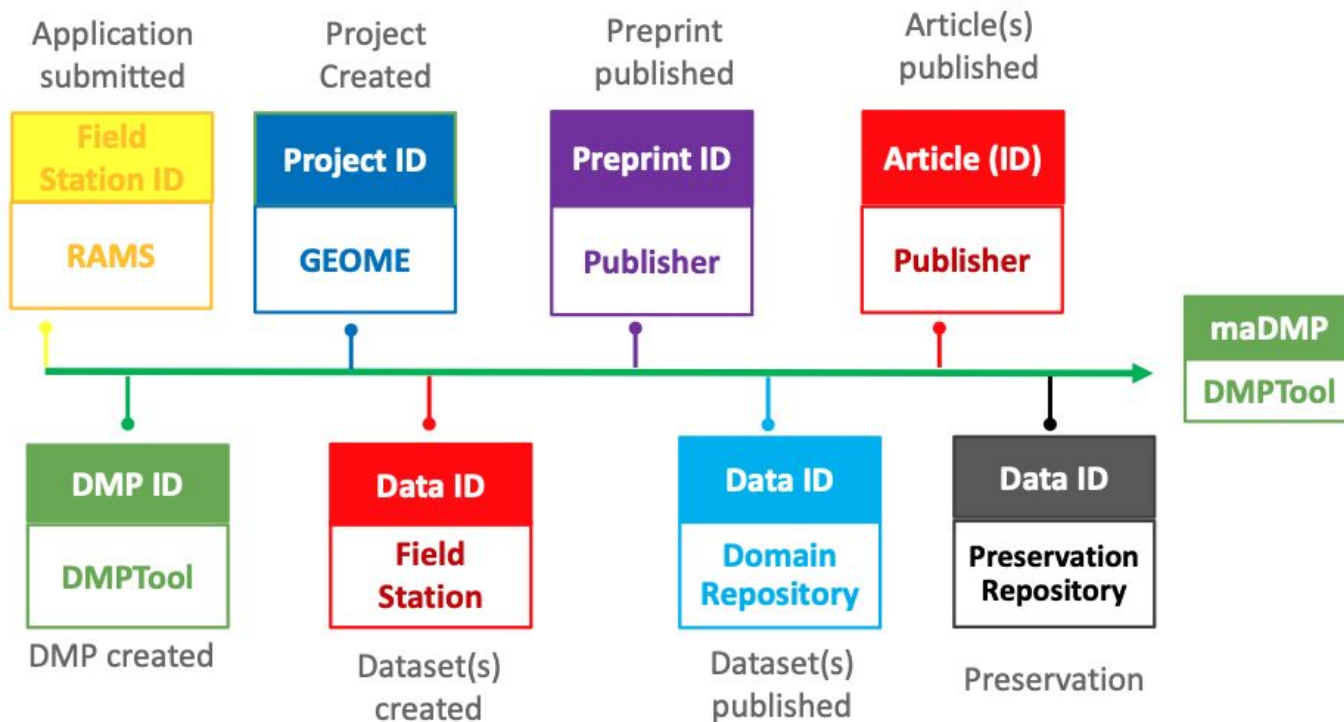 Application
submitted
Field
Station ID
RAMS
Project
Created
Project ID
GEOME
Preprint
published
Preprint ID
Publisher
Article(s)
published
Article (ID)
Publisher
maDMP
DMPTool
DMP ID
DMPTool
DMP created
Data ID
Field
Station
Dataset(s)
created
Data ID
Domain
Repository
Dataset(s)
published
Data ID
Preservation
Repository
Preservation